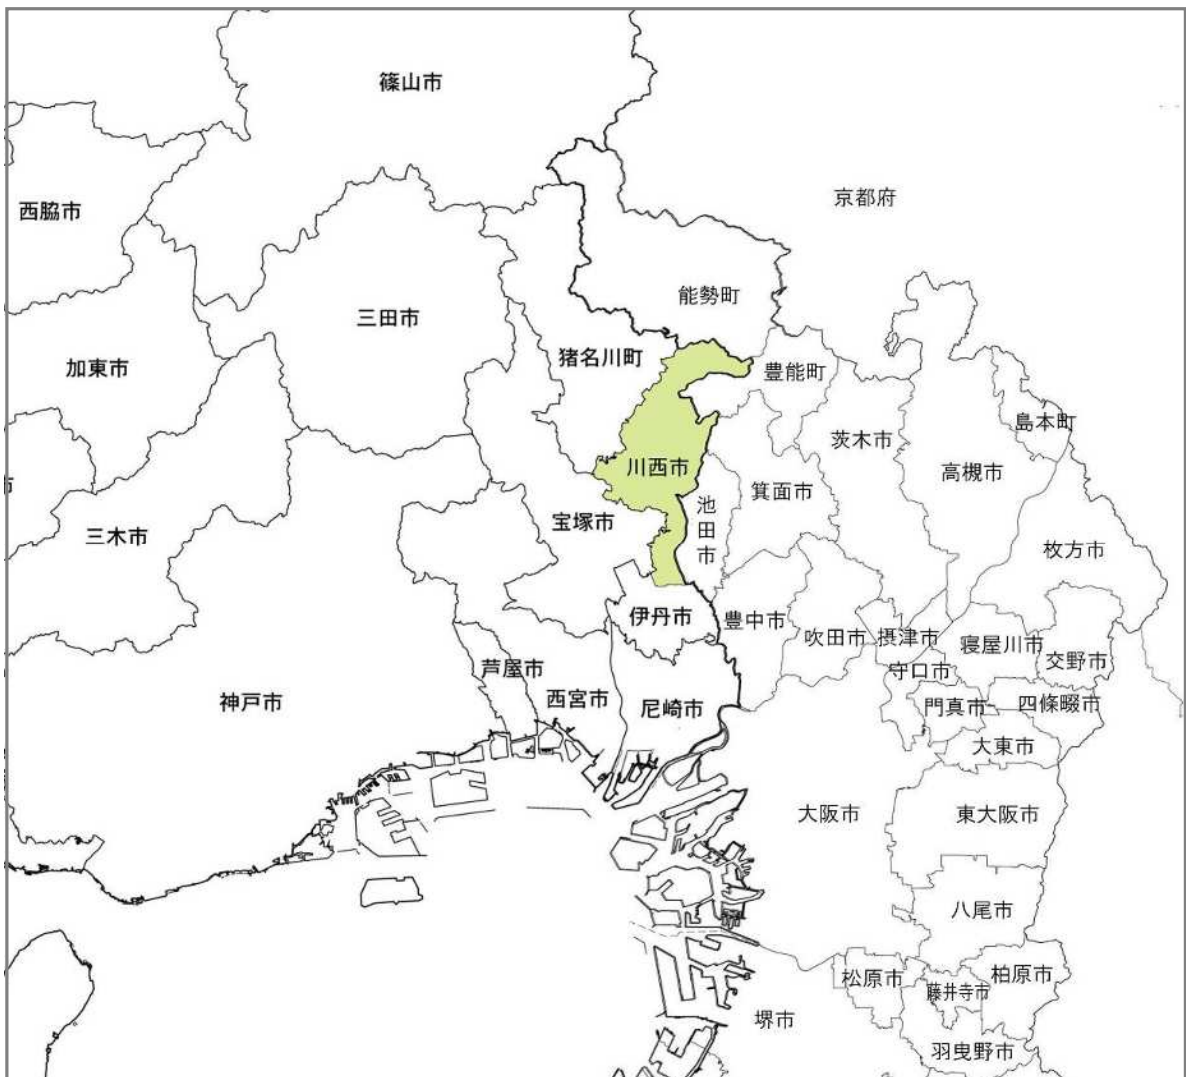 篠山市
京都府
西脇市
能勢町
三田市
猪名川町
加東市
豊能町
島本町
茨木市
川西市
高槻市
箕面市
池田市
宝塚市
三木市
枚方市
伊丹市
豊中市
吹田市
摂津市
寝屋川市
交野市
芦屋市
守口市
西宮市
神戸市
尼崎市
門真市
四條畷市
大東市
大阪市
東大阪市
八尾市
松原市
柏原市
藤井寺市
堺市
羽曳野市